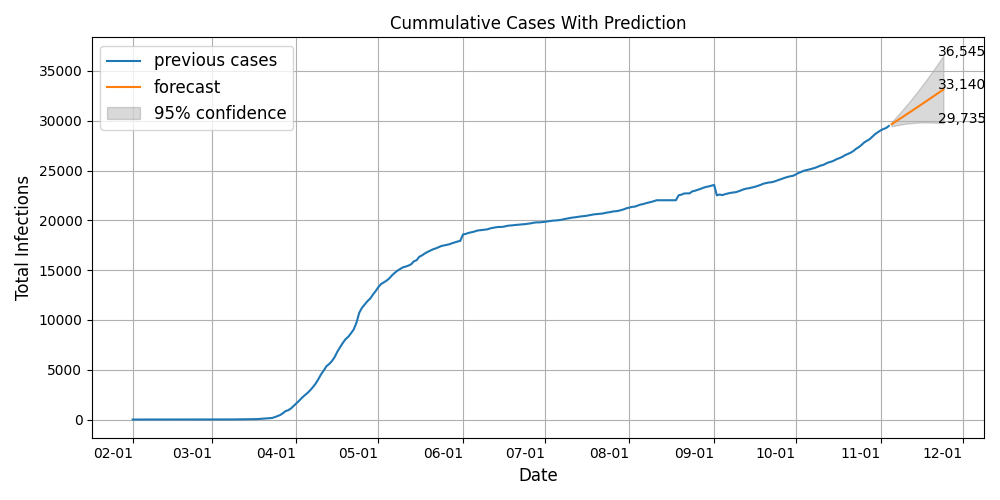 Cummulative Cases With Prediction
previous cases
forecast
95% confidence
36,545
33,140
29,735
35000
30000
25000
20000
15000
10000
5000
0
Total Infections
02-01 03-01 04-01 05-01 06-01 07-01 08-01 09-01 10-01 11-01 12-01
Date